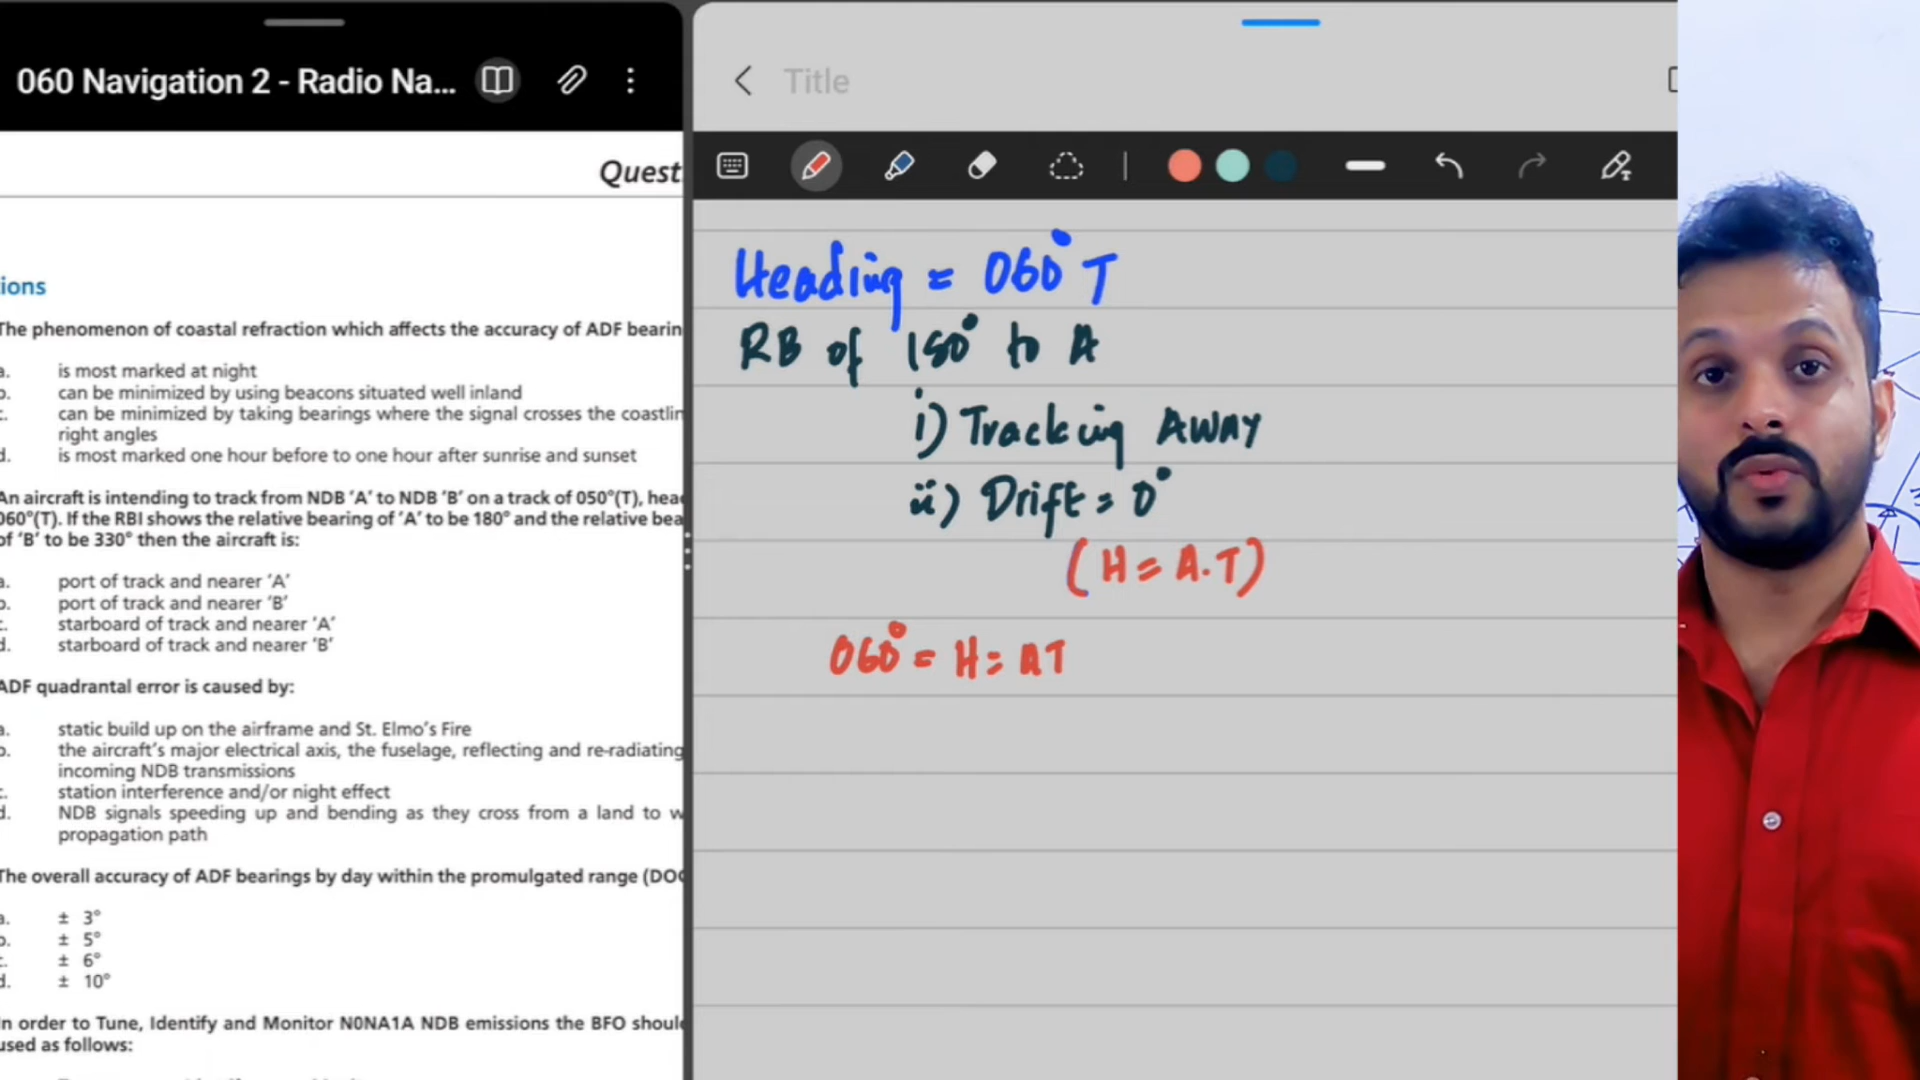 060 Navigation 2 - Radio Na...
Quest
ions
The phenomenon of coastal refraction which affects the accuracy of ADF bearin
a. is most marked at night
b. can be minimized by using beacons situated well inland
c. can be minimized by taking bearings where the signal crosses the coastlin
right angles
d. is most marked one hour before to one hour after sunrise and sunset
An aircraft is intending to track from NDB ‘A’ to NDB ‘B’ on a track of 050°(T), hea
060°(T). If the RBI shows the relative bearing of ‘A’ to be 180° and the relative bea
of ‘B’ to be 330° then the aircraft is:
a. port of track and nearer ‘A’
b. port of track and nearer ‘B’
c. starboard of track and nearer ‘A’
d. starboard of track and nearer ‘B’
ADF quadrantal error is caused by:
a. static build up on the airframe and St. Elmo’s Fire
b. the aircraft’s major electrical axis, the fuselage, reflecting and re-radiating
incoming NDB transmissions
c. station interference and/or night effect
d. NDB signals speeding up and bending as they cross from a land to w
propagation path
The overall accuracy of ADF bearings by day within the promulgated range (DOC
a. ± 3°
b. ± 5°
c. ± 6°
d. ± 10°
In order to Tune, Identify and Monitor N0NA1A NDB emissions the BFO shoul
used as follows:
Title
Heading = 060° T
RB of 180° to A
i) Tracking AWAY
ii) Drift = 0°
(H = A.T)
060° = H = AT